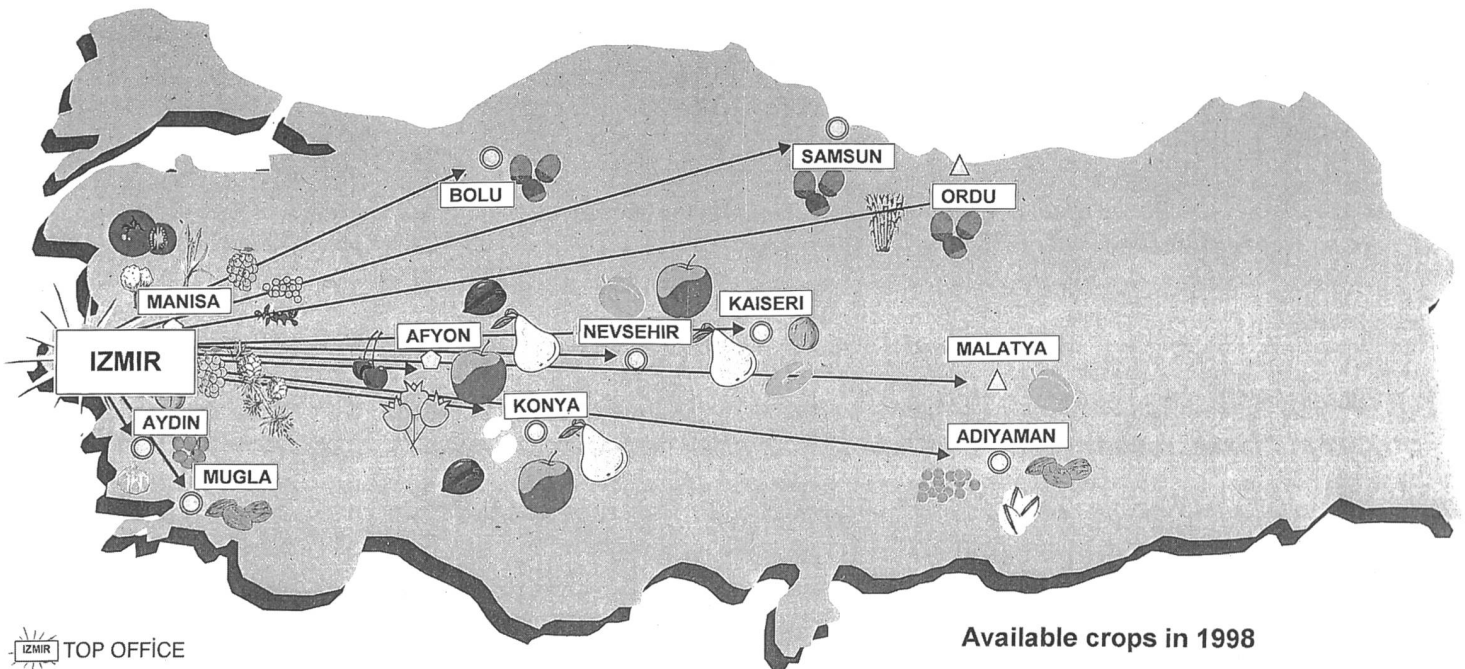 SAMSUN
BOLU
ORDU
MANISA
KAISERI
AFYON
NEVSEHIR
IZMIR
MALATYA
KONYA
AYDIN
ADIYAMAN
MUGLA
IZMIR TOP OFFİCE
Available crops in 1998